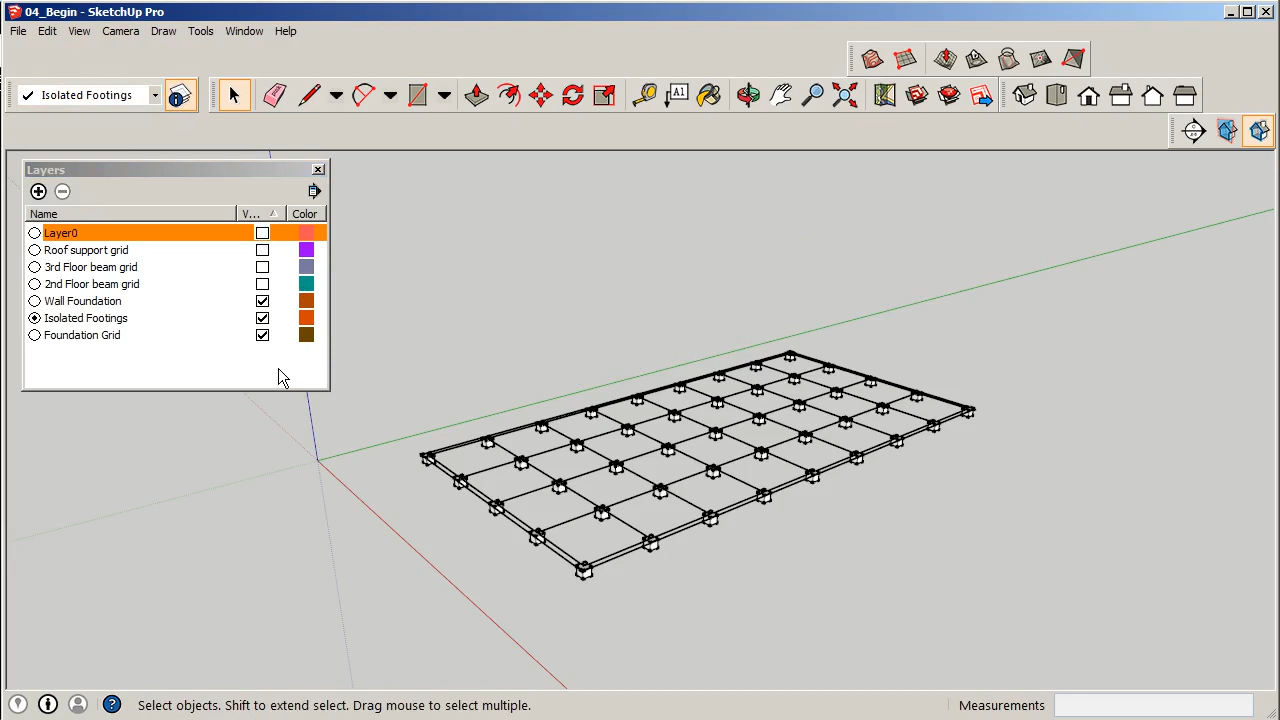 04_Begin - SketchUp Pro
File Edit View Camera Draw Tools Window Help
Isolated Footings
A1
Layers
Name V... Color
Layer0
Roof support grid
3rd Floor beam grid
2nd Floor beam grid
Wall Foundation
Isolated Footings
Foundation Grid
Select objects. Shift to extend select. Drag mouse to select multiple.
Measurements